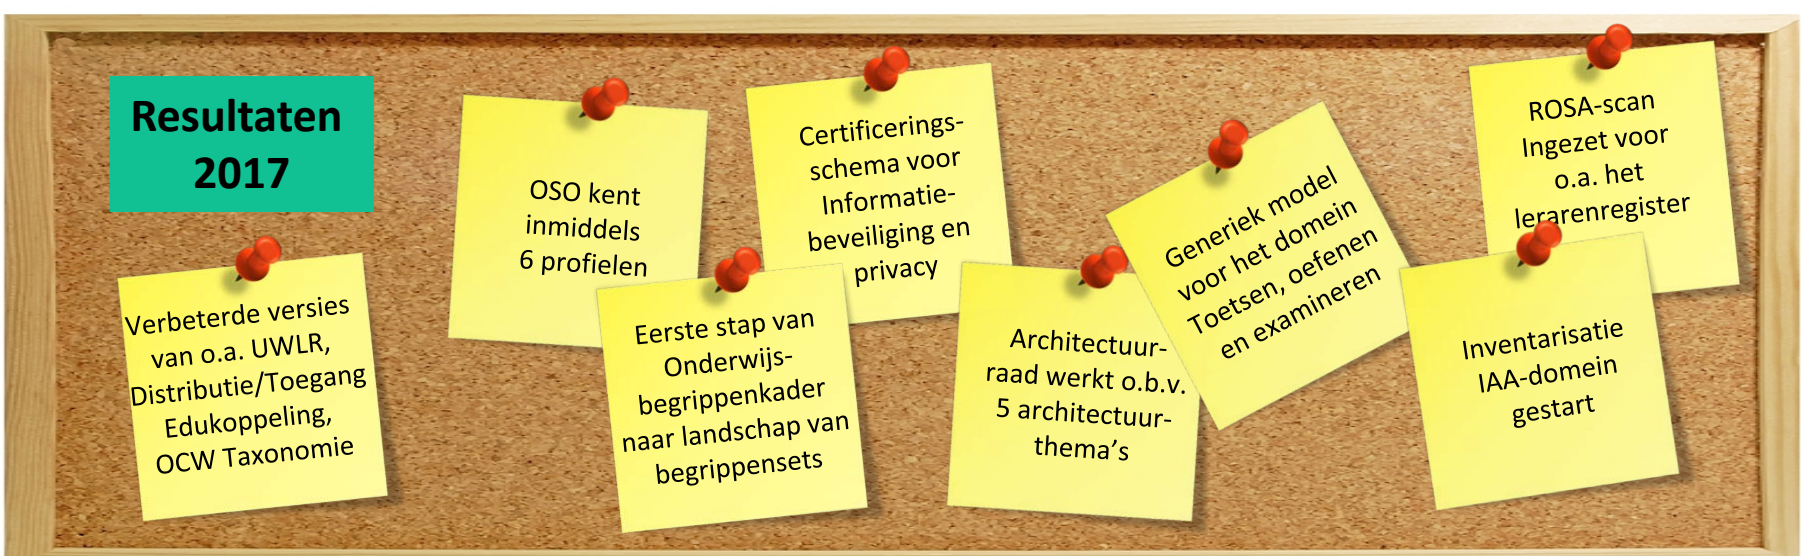 Resultaten
2017
Verbeterde versies
van o.a. UWLR,
Distributie/Toegang
Edukoppeling,
OCW Taxonomie
OSO kent
inmiddels
6 profielen
Eerste stap van
Onderwijs-
begrippenkader
naar landschap van
begrippensets
Certificerings-
schema voor
Informatie-
beveiliging en
privacy
Architectuur-
raad werkt o.b.v.
5 architectuur-
thema's
Generiek model
voor het domein
Toetsen, oefenen
en examineren
ROSA-scan
Ingezet voor
o.a. het
lerarenregister
Inventarisatie
IAA-domein
gestart